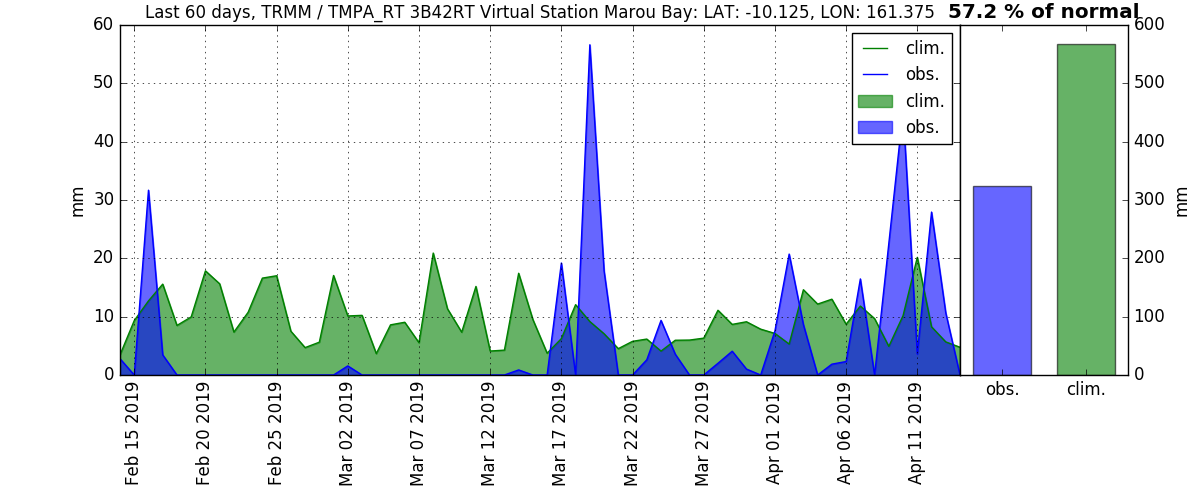 Last 60 days, TRMM / TMPA_RT 3B42RT Virtual Station Marou Bay: LAT: -10.125, LON: 161.375
57.2 % of normal
60
50
40
30
20
10
0
mm
clim.
obs.
clim.
obs.
600
500
400
300
200
100
0
mm
obs.
clim.
Feb 15 2019
Feb 20 2019
Feb 25 2019
Mar 02 2019
Mar 07 2019
Mar 12 2019
Mar 17 2019
Mar 22 2019
Mar 27 2019
Apr 01 2019
Apr 06 2019
Apr 11 2019